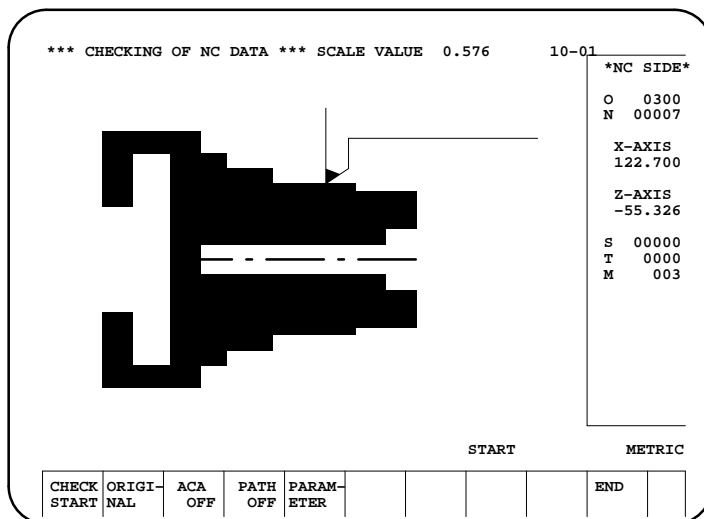 *** CHECKING OF NC DATA *** SCALE VALUE 0.576 10-01
*NC SIDE*
O 0300
N 00007
X-AXIS
122.700
Z-AXIS
-55.326
S 00000
T 0000
M 003
START METRIC
CHECK START
ORIGI-NAL
ACA OFF
PATH OFF
PARAM-ETER
END